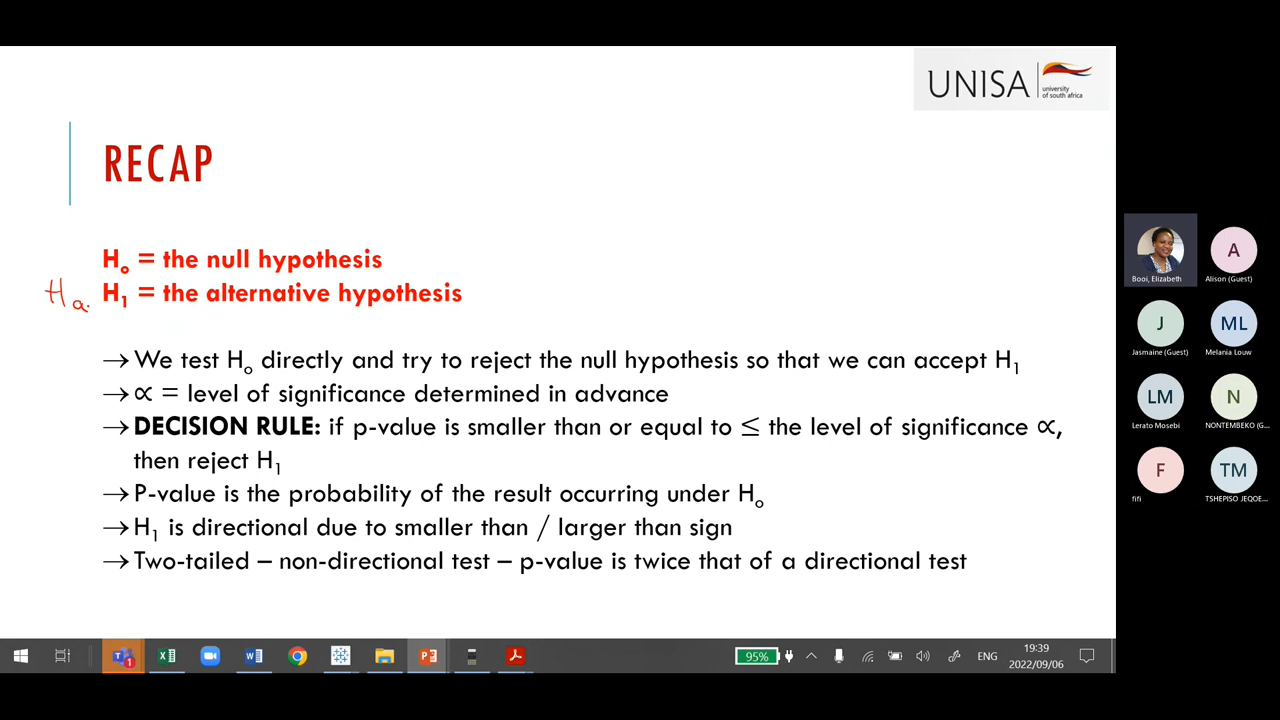 UNISA
university
of south africa
RECAP
Ho = the null hypothesis
Ha. H1 = the alternative hypothesis
→We test Ho directly and try to reject the null hypothesis so that we can accept H1
→∝ = level of significance determined in advance
→DECISION RULE: if p-value is smaller than or equal to ≤ the level of significance ∝,
then reject H1
→P-value is the probability of the result occurring under Ho
→H1 is directional due to smaller than / larger than sign
→Two-tailed – non-directional test – p-value is twice that of a directional test
Booi, Elizabeth
A
Alison (Guest)
J
Jasmaine (Guest)
ML
Melania Louw
LM
Lerato Mosebi
N
NONTEMBEKO (G...
F
fifi
TM
TSHEPISO JEQOE...
1
95%
ENG
19:39
2022/09/06